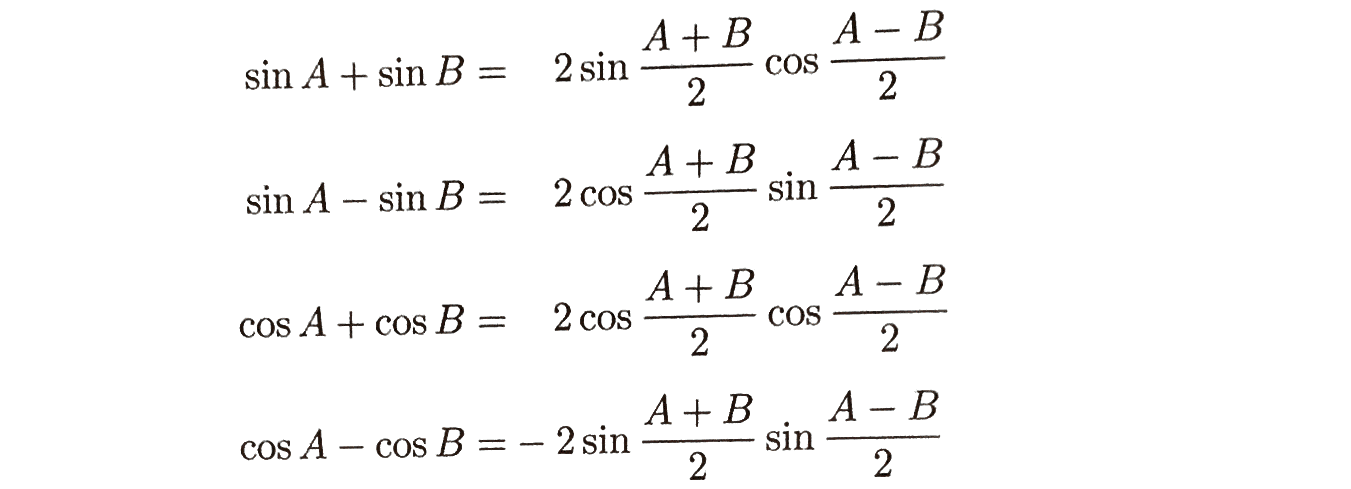 sin A + sin B = 2 sin \frac{A + B}{2} cos \frac{A − B}{2}
sin A − sin B = 2 cos \frac{A + B}{2} sin \frac{A − B}{2}
cos A + cos B = 2 cos \frac{A + B}{2} cos \frac{A − B}{2}
cos A − cos B = − 2 sin \frac{A + B}{2} sin \frac{A − B}{2}